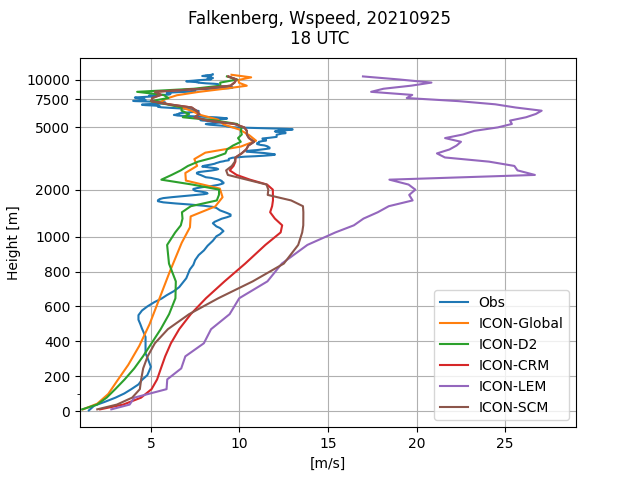 Falkenberg, Wspeed, 20210925
18 UTC
Height [m]
10000
7500
5000
2000
1000
800
600
400
200
0
5
10
15
20
25
[m/s]
Obs
ICON-Global
ICON-D2
ICON-CRM
ICON-LEM
ICON-SCM